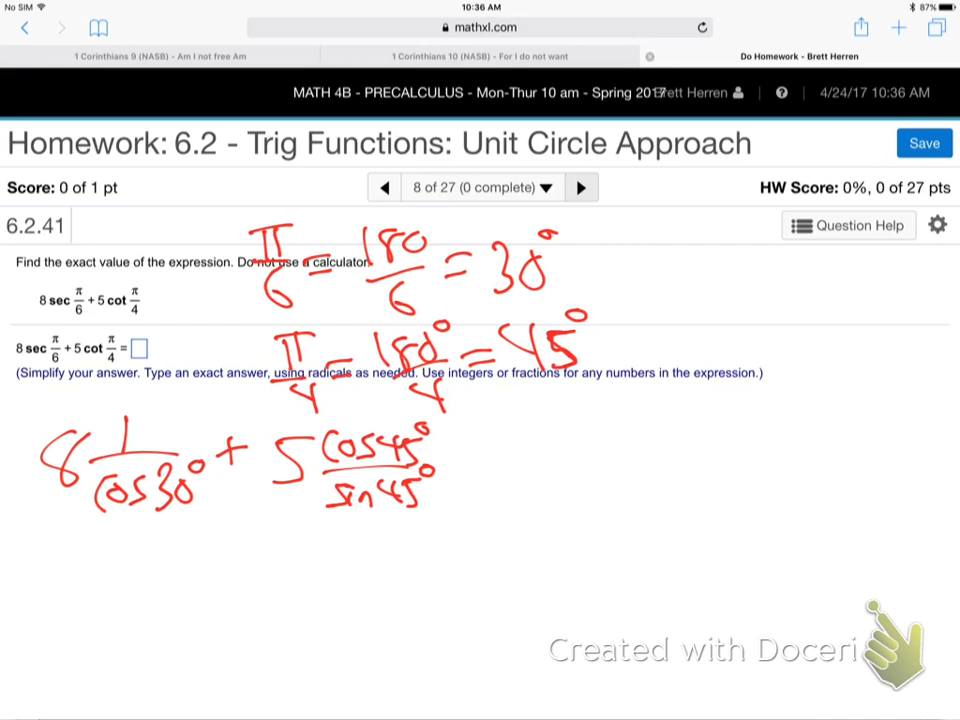 No SIM 10:36 AM 87%
mathxl.com
1 Corinthians 9 (NASB) - Am I not free Am 1 Corinthians 10 (NASB) - For I do not want Do Homework - Brett Herren
MATH 4B - PRECALCULUS - Mon-Thur 10 am - Spring 2017 Brett Herren | ? | 4/24/17 10:36 AM
Homework: 6.2 - Trig Functions: Unit Circle Approach Save
Score: 0 of 1 pt 8 of 27 (0 complete) HW Score: 0%, 0 of 27 pts
6.2.41 Question Help
π/6 = 180/6 = 30°
Find the exact value of the expression. Do not use a calculator.
8 sec π/6 + 5 cot π/4
8 sec π/6 + 5 cot π/4 =
π/4 = 180°/4 = 45°
(Simplify your answer. Type an exact answer, using radicals as needed. Use integers or fractions for any numbers in the expression.)
8 1/cos30° + 5 cos45°/sin45°
Created with Doceri